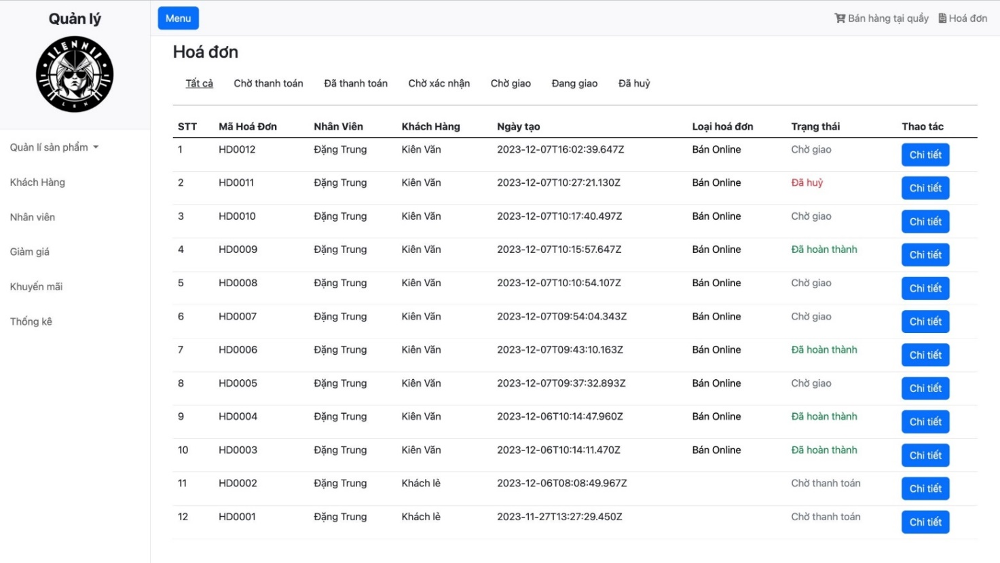 Quản lý
LENNI
LEN
Quản lí sản phẩm
Khách Hàng
Nhân viên
Giảm giá
Khuyến mãi
Thống kê
Menu
Bán hàng tại quầy Hoá đơn
Hoá đơn
Tất cả Chờ thanh toán Đã thanh toán Chờ xác nhận Chờ giao Đang giao Đã huỷ
STT Mã Hoá Đơn Nhân Viên Khách Hàng Ngày tạo Loại hoá đơn Trạng thái Thao tác
1 HD0012 Đặng Trung Kiên Văn 2023-12-07T16:02:39.647Z Bán Online Chờ giao Chi tiết
2 HD0011 Đặng Trung Kiên Văn 2023-12-07T10:27:21.130Z Bán Online Đã huỷ Chi tiết
3 HD0010 Đặng Trung Kiên Văn 2023-12-07T10:17:40.497Z Bán Online Chờ giao Chi tiết
4 HD0009 Đặng Trung Kiên Văn 2023-12-07T10:15:57.647Z Bán Online Đã hoàn thành Chi tiết
5 HD0008 Đặng Trung Kiên Văn 2023-12-07T10:10:54.107Z Bán Online Chờ giao Chi tiết
6 HD0007 Đặng Trung Kiên Văn 2023-12-07T09:54:04.343Z Bán Online Chờ giao Chi tiết
7 HD0006 Đặng Trung Kiên Văn 2023-12-07T09:43:10.163Z Bán Online Đã hoàn thành Chi tiết
8 HD0005 Đặng Trung Kiên Văn 2023-12-07T09:37:32.893Z Bán Online Chờ giao Chi tiết
9 HD0004 Đặng Trung Kiên Văn 2023-12-06T10:14:47.960Z Bán Online Đã hoàn thành Chi tiết
10 HD0003 Đặng Trung Kiên Văn 2023-12-06T10:14:11.470Z Bán Online Đã hoàn thành Chi tiết
11 HD0002 Đặng Trung Khách lẻ 2023-12-06T08:08:49.967Z Chờ thanh toán Chi tiết
12 HD0001 Đặng Trung Khách lẻ 2023-11-27T13:27:29.450Z Chờ thanh toán Chi tiết